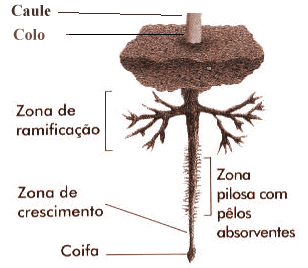 Caule
Colo
Zona de
ramificação
Zona
pilosa com
pêlos
absorventes
Zona de
crescimento
Coifa